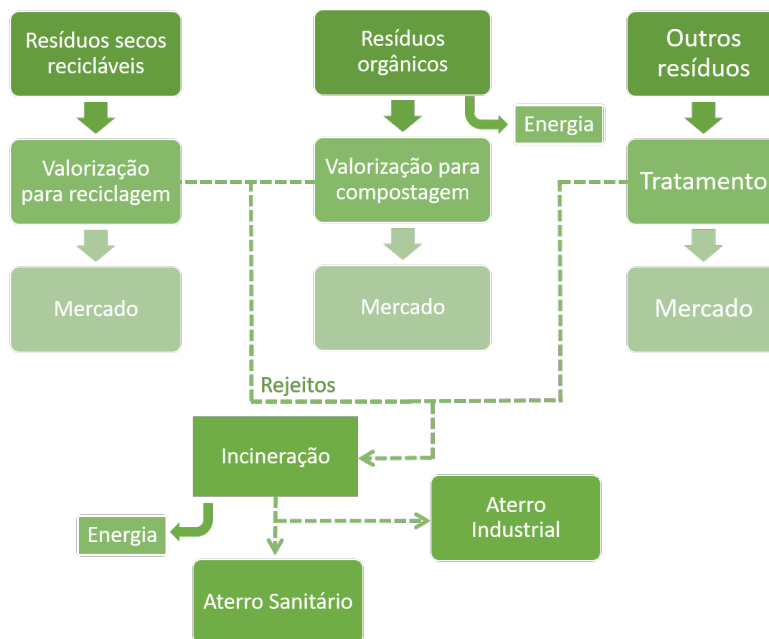 Resíduos secos
recicláveis
Resíduos
orgânicos
Outros
resíduos
Energia
Valorização
para reciclagem
Valorização para
compostagem
Tratamento
Mercado
Mercado
Mercado
Rejeitos
Incineração
Aterro
Industrial
Energia
Aterro Sanitário